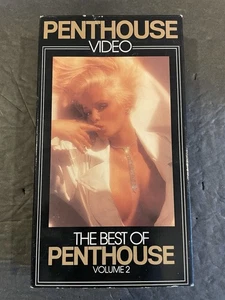 PENTHOUSE
VIDEO
THE BEST OF
PENTHOUSE
VOLUME 2